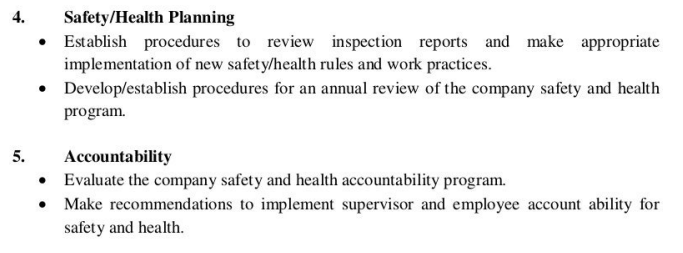 4. Safety/Health Planning
• Establish procedures to review inspection reports and make appropriate
implementation of new safety/health rules and work practices.
• Develop/establish procedures for an annual review of the company safety and health
program.
5. Accountability
• Evaluate the company safety and health accountability program.
• Make recommendations to implement supervisor and employee account ability for
safety and health.